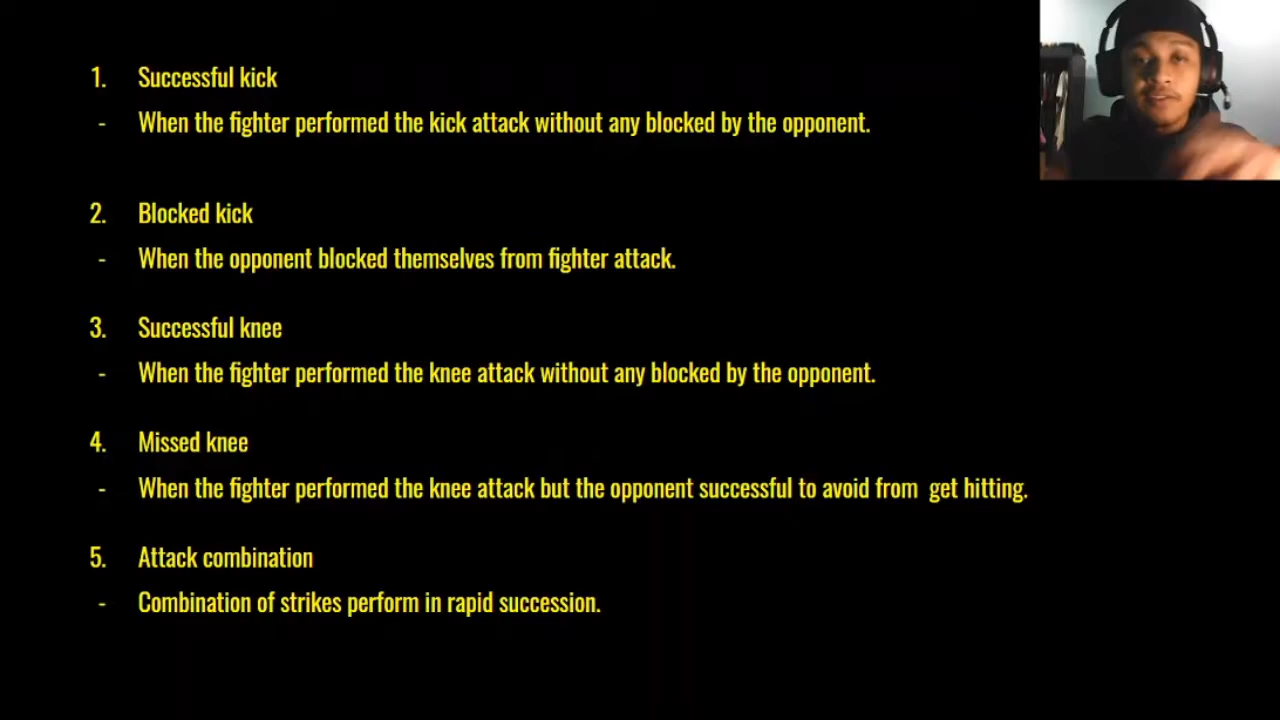 1. Successful kick
- When the fighter performed the kick attack without any blocked by the opponent.
2. Blocked kick
- When the opponent blocked themselves from fighter attack.
3. Successful knee
- When the fighter performed the knee attack without any blocked by the opponent.
4. Missed knee
- When the fighter performed the knee attack but the opponent successful to avoid from  get hitting.
5. Attack combination
- Combination of strikes perform in rapid succession.